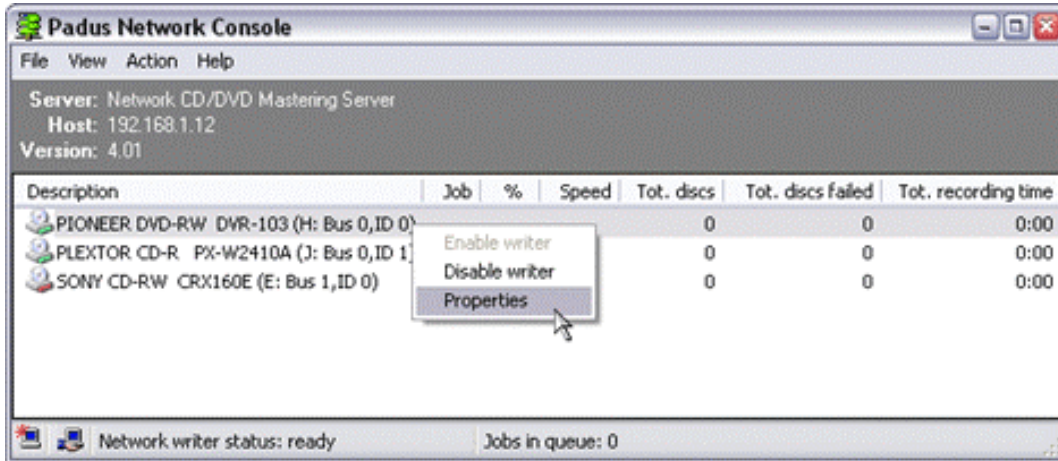 Padus Network Console
File View Action Help
Server: Network CD/DVD Mastering Server
Host: 192.168.1.12
Version: 4.01
Description Job % Speed Tot. discs Tot. discs failed Tot. recording time
PIONEER DVD-RW DVR-103 (H: Bus 0,ID 0) 0 0 0:00
PLEXTOR CD-R PX-W2410A (J: Bus 0,ID 1) 0 0 0:00
SONY CD-RW CRX160E (E: Bus 1,ID 0) 0 0 0:00
Enable writer
Disable writer
Properties
Network writer status: ready Jobs in queue: 0